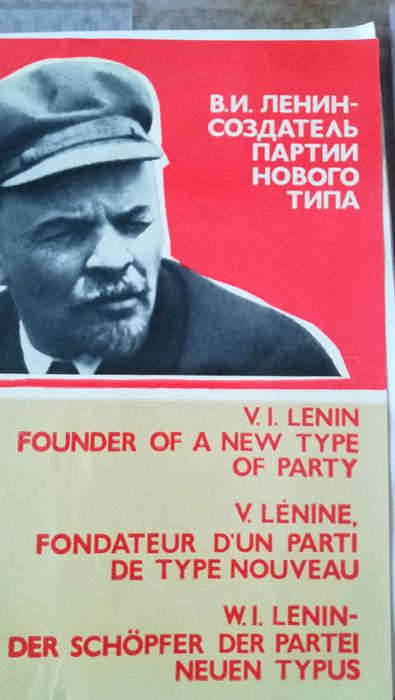 В.И. ЛЕНИН-
СОЗДАТЕЛЬ
ПАРТИИ
НОВОГО
ТИПА
V. I. LENIN
FOUNDER OF A NEW TYPE
OF PARTY
V. LÉNINE,
FONDATEUR D'UN PARTI
DE TYPE NOUVEAU
W. I. LENIN-
DER SCHÖPFER DER PARTEI
NEUEN TYPUS